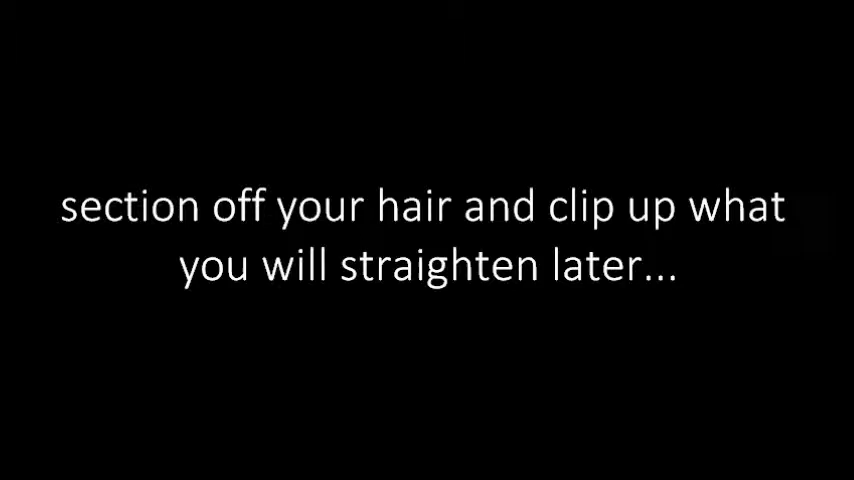 section off your hair and clip up what
you will straighten later...